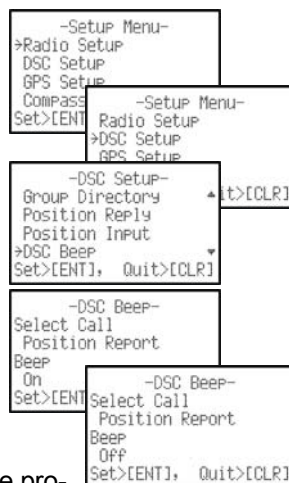 -Setup Menu-
→Radio Setup
DSC Setup
GPS Setup
Compass
Set>[ENT
-Setup Menu-
Radio Setup
→DSC Setup
GPS Setup
it>[CLR]
-DSC Setup-
Group Directory ▲
Position Reply
Position Input
→DSC Beep ▼
Set>[ENT], Quit>[CLR]
-DSC Beep-
Select Call
Position Report
Beep
On
Set>[ENT
-DSC Beep-
Select Call
Position Report
Beep
Off
Set>[ENT], Quit>[CLR]
e pro-